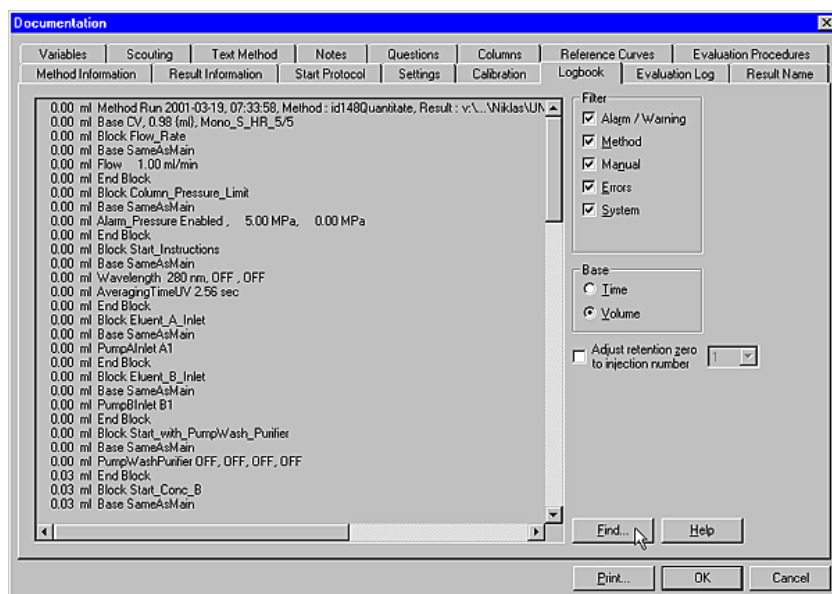 Documentation
Variables Scouting Text Method Notes Questions Columns Reference Curves Evaluation Procedures
Method Information Result Information Start Protocol Settings Calibration Logbook Evaluation Log Result Name
0.00 ml Method Run 2001-03-19, 07:33:58, Method : id148Quantitate, Result : v:\...\Niklas\UN
0.00 ml Base CV, 0.98 {ml}, Mono_S_HR_5/5
0.00 ml Block Flow_Rate
0.00 ml Base SameAsMain
0.00 ml Flow 1.00 ml/min
0.00 ml End Block
0.00 ml Block Column_Pressure_Limit
0.00 ml Base SameAsMain
0.00 ml Alarm_Pressure Enabled , 5.00 MPa, 0.00 MPa
0.00 ml End Block
0.00 ml Block Start_Instructions
0.00 ml Base SameAsMain
0.00 ml Wavelength 280 nm, OFF , OFF
0.00 ml AveragingTimeUV 2.56 sec
0.00 ml End Block
0.00 ml Block Eluent_A_Inlet
0.00 ml Base SameAsMain
0.00 ml PumpAInlet A1
0.00 ml End Block
0.00 ml Block Eluent_B_Inlet
0.00 ml Base SameAsMain
0.00 ml PumpBInlet B1
0.00 ml End Block
0.00 ml Block Start_with_PumpWash_Purifier
0.00 ml Base SameAsMain
0.00 ml PumpWashPurifier OFF, OFF, OFF, OFF
0.03 ml End Block
0.03 ml Block Start_Conc_B
0.03 ml Base SameAsMain
Filter
Alarm / Warning
Method
Manual
Errors
System
Base
Time
Volume
Adjust retention zero
to injection number 1
Find... Help
Print... OK Cancel